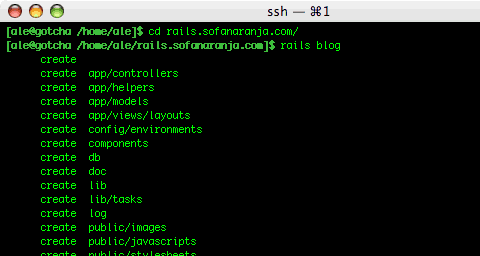 ssh — ⌘1
[ale@gotcha /home/ale]$ cd rails.sofanaranja.com/
[ale@gotcha /home/ale/rails.sofanaranja.com]$ rails blog
create
create app/controllers
create app/helpers
create app/models
create app/views/layouts
create config/environments
create components
create db
create doc
create lib
create lib/tasks
create log
create public/images
create public/javascripts
create public/stylesheets